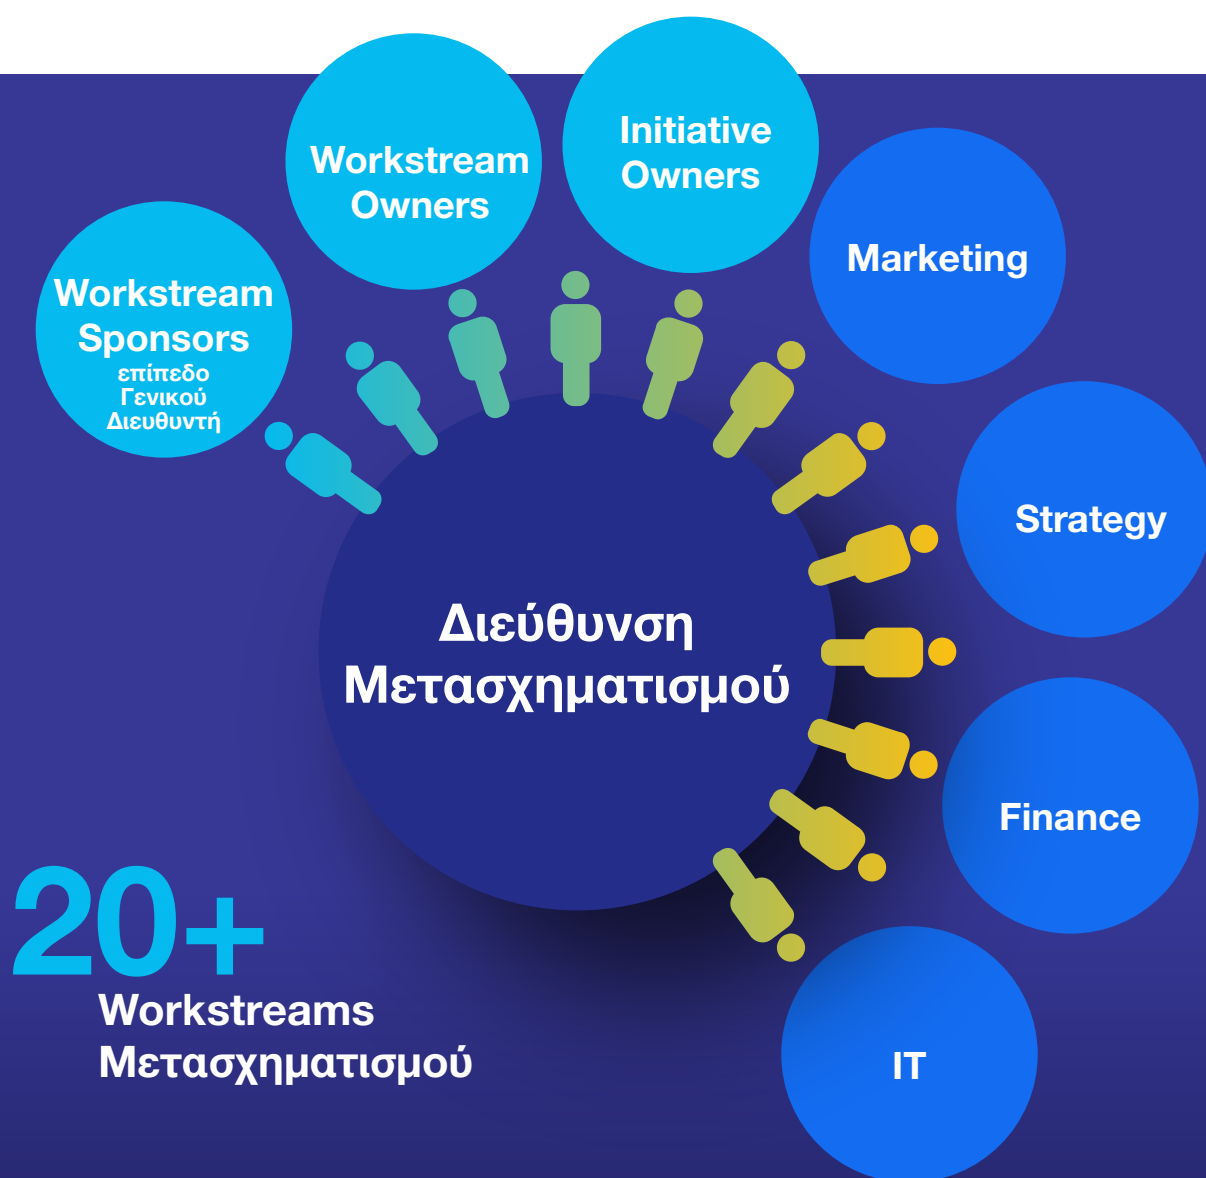 Workstream
Sponsors
επίπεδο
Γενικού
Διευθυντή
Workstream
Owners
Initiative
Owners
Marketing
Strategy
Finance
IT
Διεύθυνση
Μετασχηματισμού
20+
Workstreams
Μετασχηματισμού